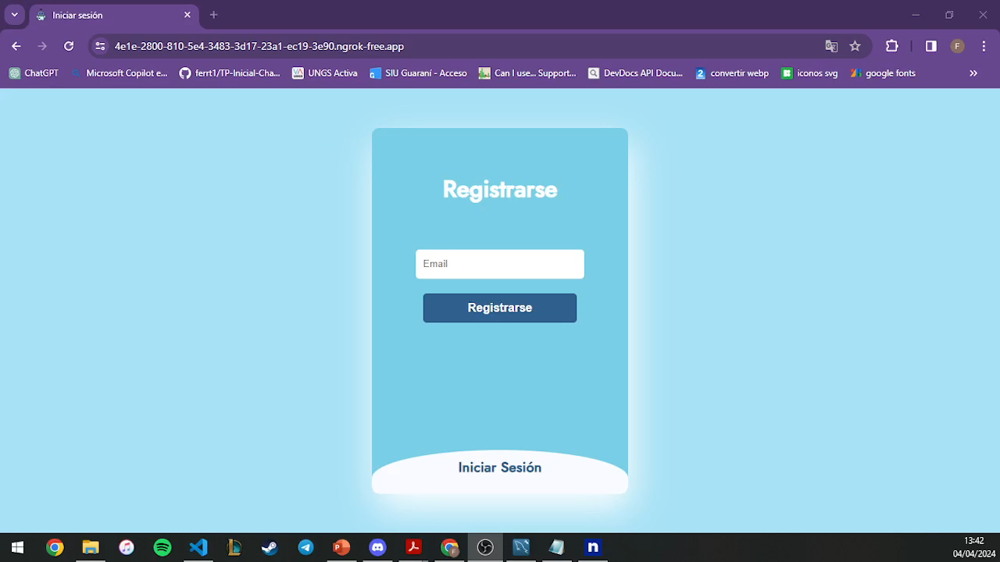 Iniciar sesión
4e1e-2800-810-5e4-3483-3d17-23a1-ec19-3e90.ngrok-free.app
F
ChatGPT Microsoft Copilot e... ferrt1/TP-Inicial-Cha... UNGS Activa SIU Guaraní - Acceso Can I use... Support... DevDocs API Docu... convertir webp iconos svg google fonts
Registrarse
Email
Registrarse
Iniciar Sesión
13:42
04/04/2024